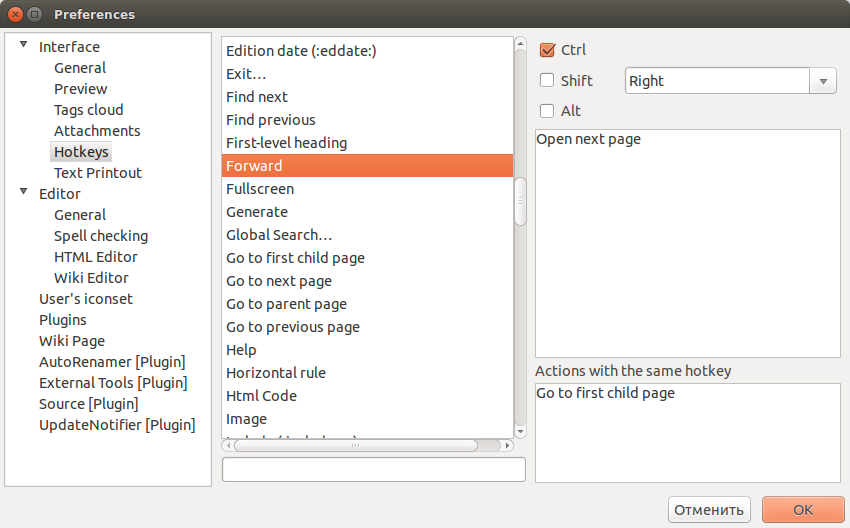 Preferences
Interface
General
Preview
Tags cloud
Attachments
Hotkeys
Text Printout
Editor
General
Spell checking
HTML Editor
Wiki Editor
User's iconset
Plugins
Wiki Page
AutoRenamer [Plugin]
External Tools [Plugin]
Source [Plugin]
UpdateNotifier [Plugin]
Edition date (:eddate:)
Exit...
Find next
Find previous
First-level heading
Forward
Fullscreen
Generate
Global Search...
Go to first child page
Go to next page
Go to parent page
Go to previous page
Help
Horizontal rule
Html Code
Image
Ctrl
Shift
Right
Alt
Open next page
Actions with the same hotkey
Go to first child page
Отменить
OK